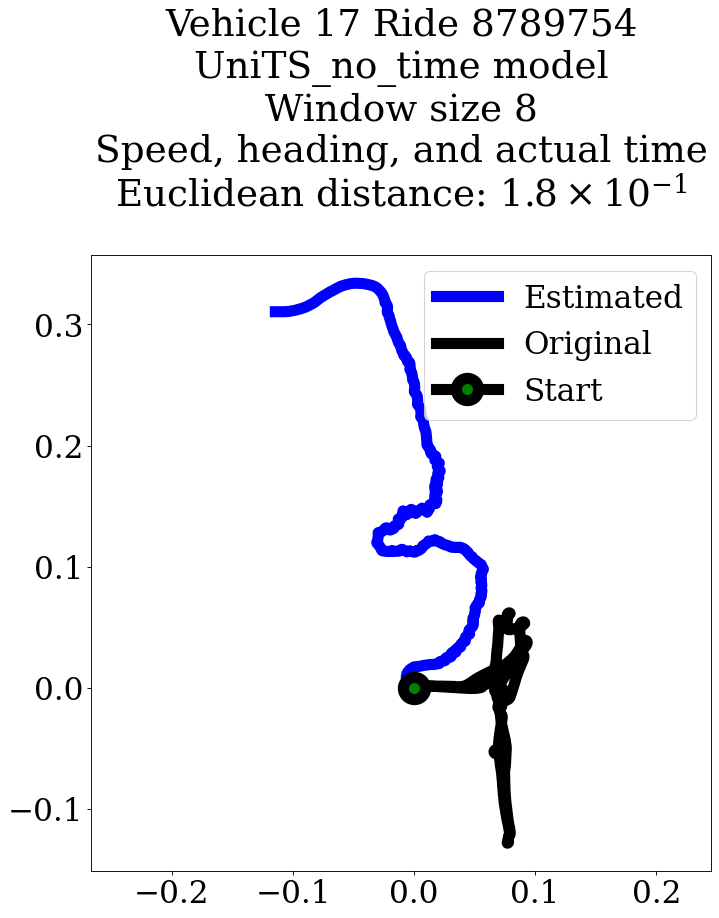 Vehicle 17 Ride 8789754
UniTS_no_time model
Window size 8
Speed, heading, and actual time
Euclidean distance: 1.8 × 10⁻¹
Estimated
Original
Start
0.3
0.2
0.1
0.0
−0.1
−0.2 −0.1 0.0 0.1 0.2